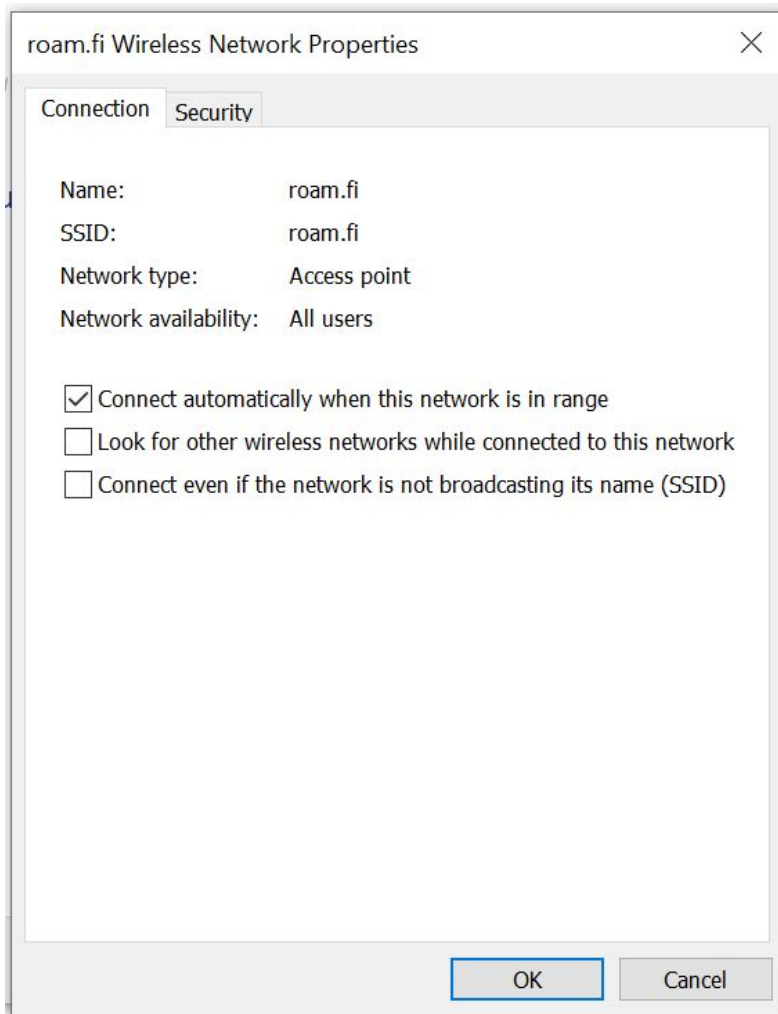 roam.fi Wireless Network Properties
Connection Security
Name: roam.fi
SSID: roam.fi
Network type: Access point
Network availability: All users
Connect automatically when this network is in range
Look for other wireless networks while connected to this network
Connect even if the network is not broadcasting its name (SSID)
OK Cancel